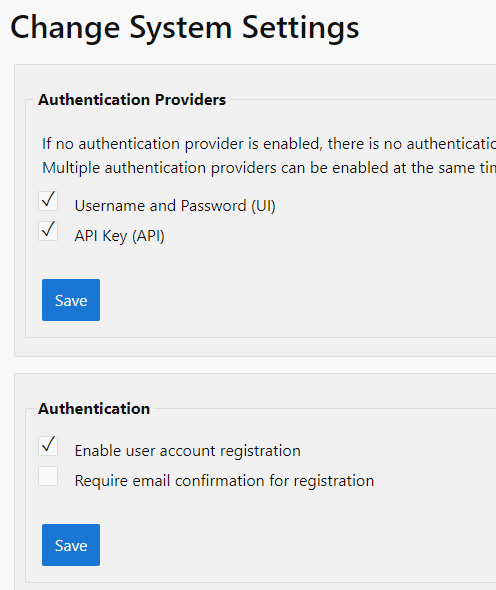 Change System Settings
Authentication Providers
If no authentication provider is enabled, there is no
Multiple authentication providers can be enabled at the same
Username and Password (UI)
API Key (API)
Save
Authentication
Enable user account registration
Require email confirmation for registration
Save